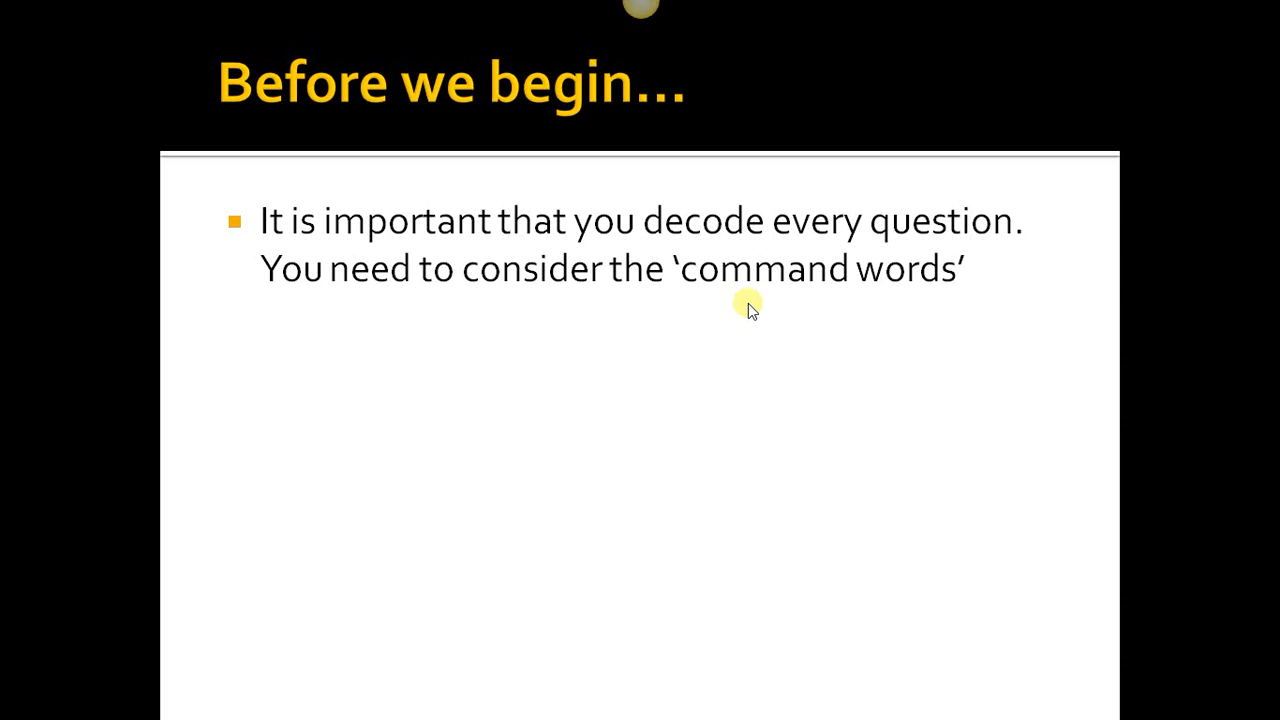 Before we begin...
It is important that you decode every question.
You need to consider the ‘command words’